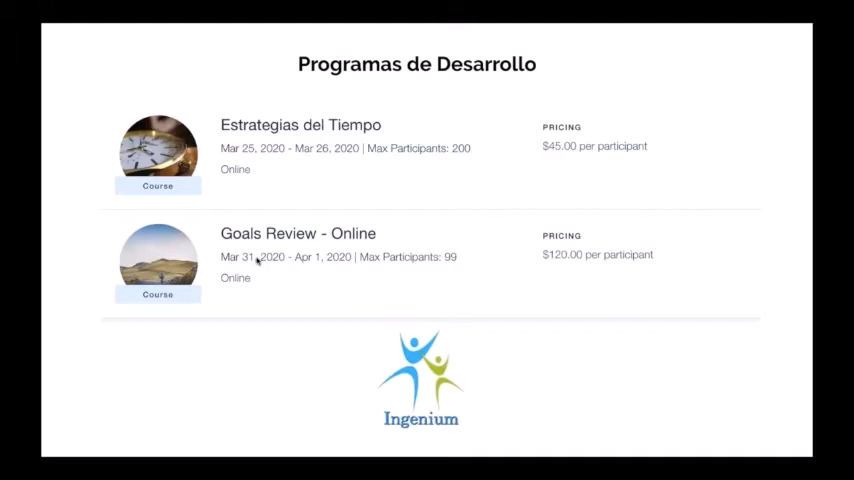 Programas de Desarrollo
Estrategias del Tiempo
Mar 25, 2020 - Mar 26, 2020 | Max Participants: 200
Online
Course
PRICING
$45.00 per participant
Goals Review - Online
Mar 31, 2020 - Apr 1, 2020 | Max Participants: 99
Online
Course
PRICING
$120.00 per participant
Ingenium